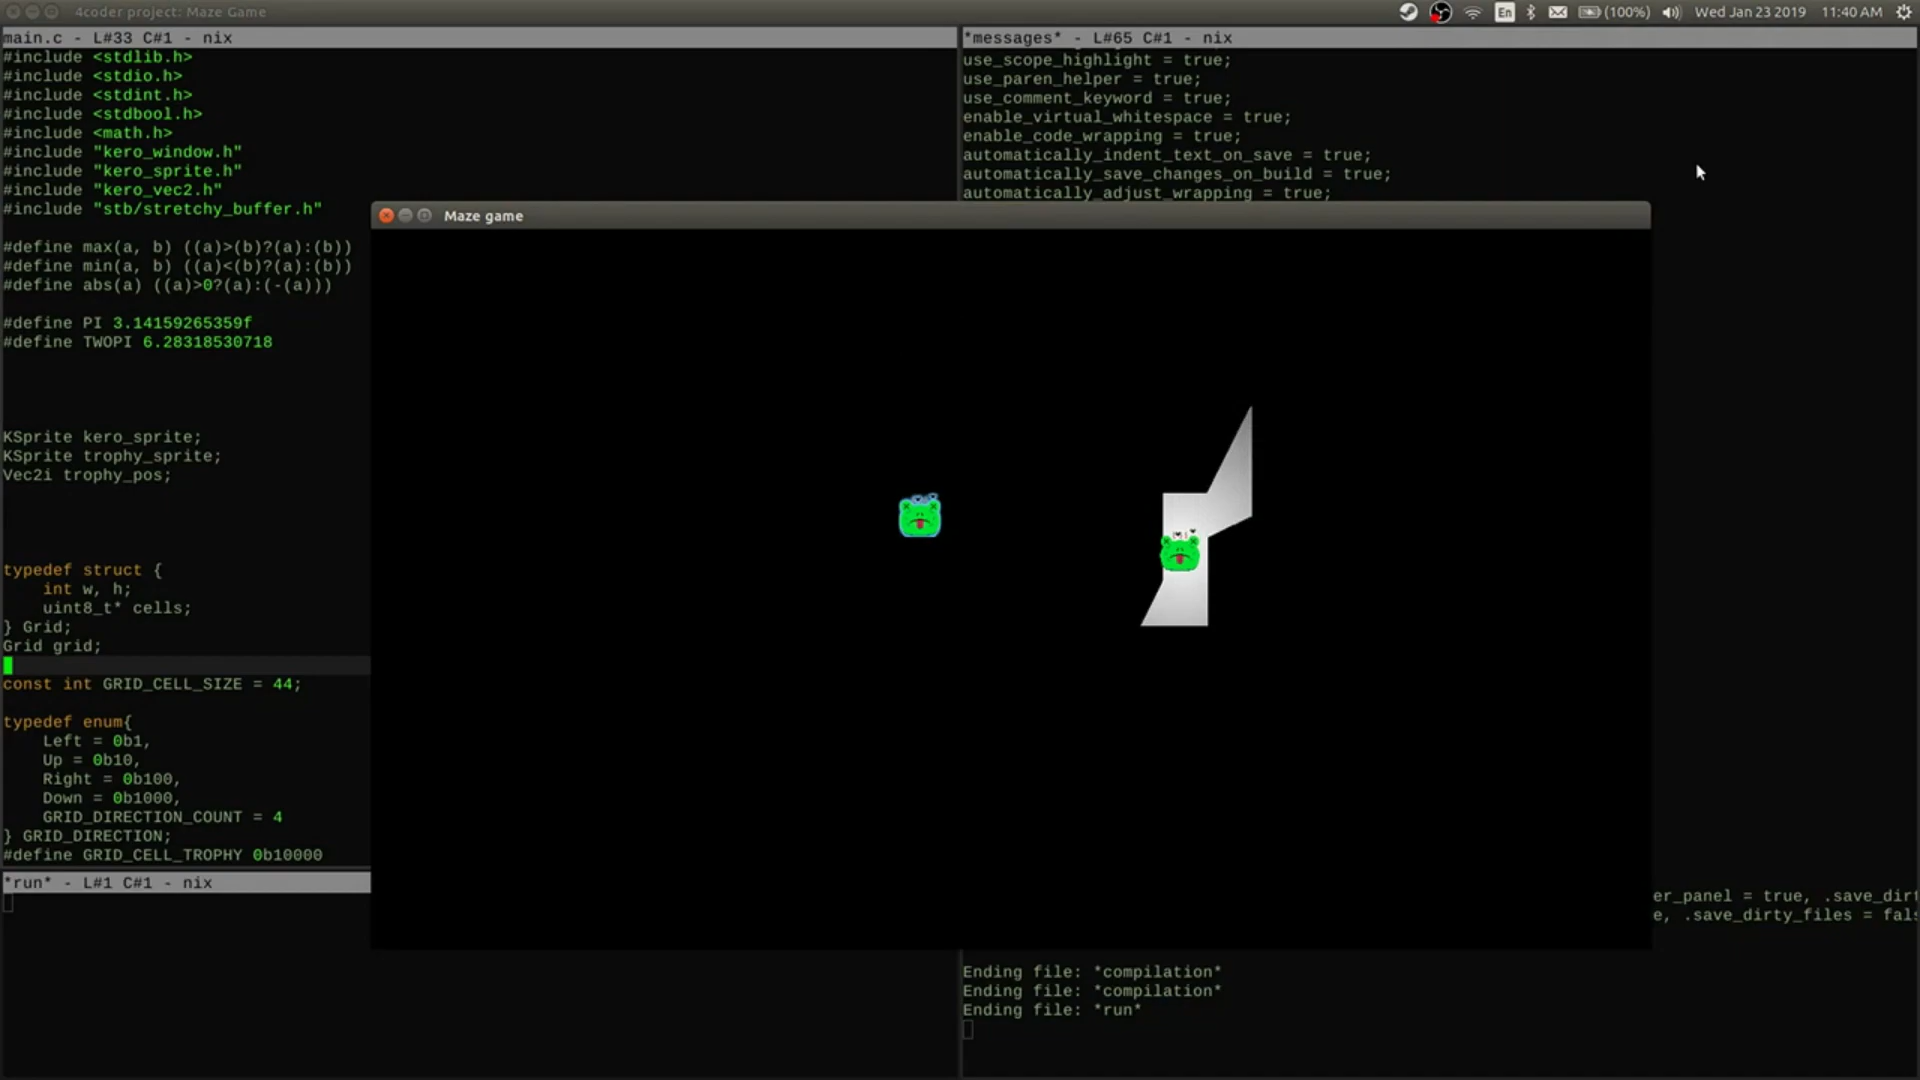 4coder project: Maze Game
En (100%) Wed Jan 23 2019 11:40 AM
main.c - L#33 C#1 - nix
#include <stdlib.h>
#include <stdio.h>
#include <stdint.h>
#include <stdbool.h>
#include <math.h>
#include "kero_window.h"
#include "kero_sprite.h"
#include "kero_vec2.h"
#include "stb/stretchy_buffer.h"
#define max(a, b) ((a)>(b)?(a):(b))
#define min(a, b) ((a)<(b)?(a):(b))
#define abs(a) ((a)>0?(a):(-(a)))
#define PI 3.14159265359f
#define TWOPI 6.28318530718
KSprite kero_sprite;
KSprite trophy_sprite;
Vec2i trophy_pos;
typedef struct {
int w, h;
uint8_t* cells;
} Grid;
Grid grid;
const int GRID_CELL_SIZE = 44;
typedef enum{
Left = 0b1,
Up = 0b10,
Right = 0b100,
Down = 0b1000,
GRID_DIRECTION_COUNT = 4
} GRID_DIRECTION;
#define GRID_CELL_TROPHY 0b10000
*run* - L#1 C#1 - nix
*messages* - L#65 C#1 - nix
use_scope_highlight = true;
use_paren_helper = true;
use_comment_keyword = true;
enable_virtual_whitespace = true;
enable_code_wrapping = true;
automatically_indent_text_on_save = true;
automatically_save_changes_on_build = true;
automatically_adjust_wrapping = true;
Maze game
er_panel = true, .save_dirt
e, .save_dirty_files = fals
Ending file: *compilation*
Ending file: *compilation*
Ending file: *run*